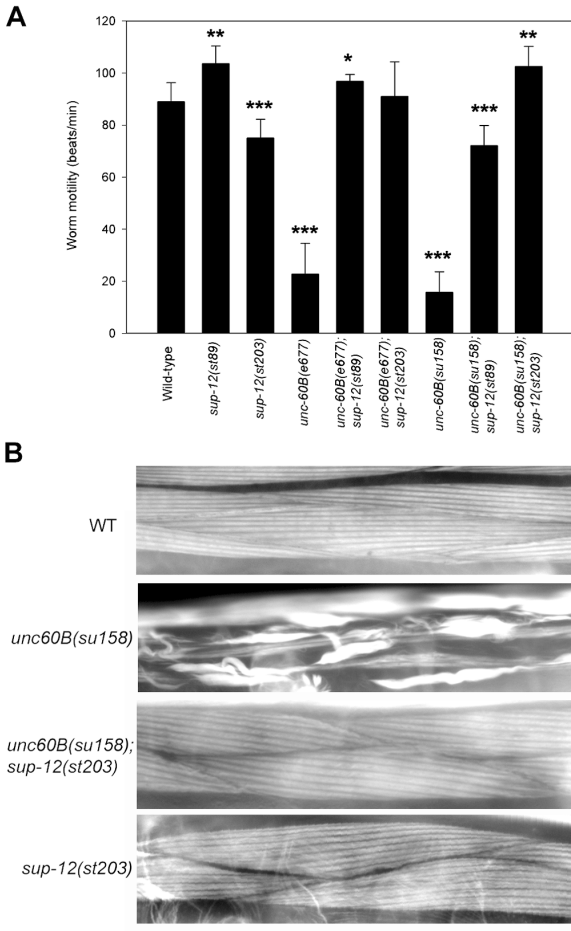 A
Worm motility (beats/min)
120
100
80
60
40
20
0
**
***
***
*
***
***
**
Wild-type
sup-12(st89)
sup-12(st203)
unc-60B(e677)
unc-60B(e677);
sup-12(st89)
unc-60B(e677);
sup-12(st203)
unc-60B(su158)
unc-60B(su158);
sup-12(st89)
unc-60B(su158);
sup-12(st203)
B
WT
unc60B(su158)
unc60B(su158);
sup-12(st203)
sup-12(st203)